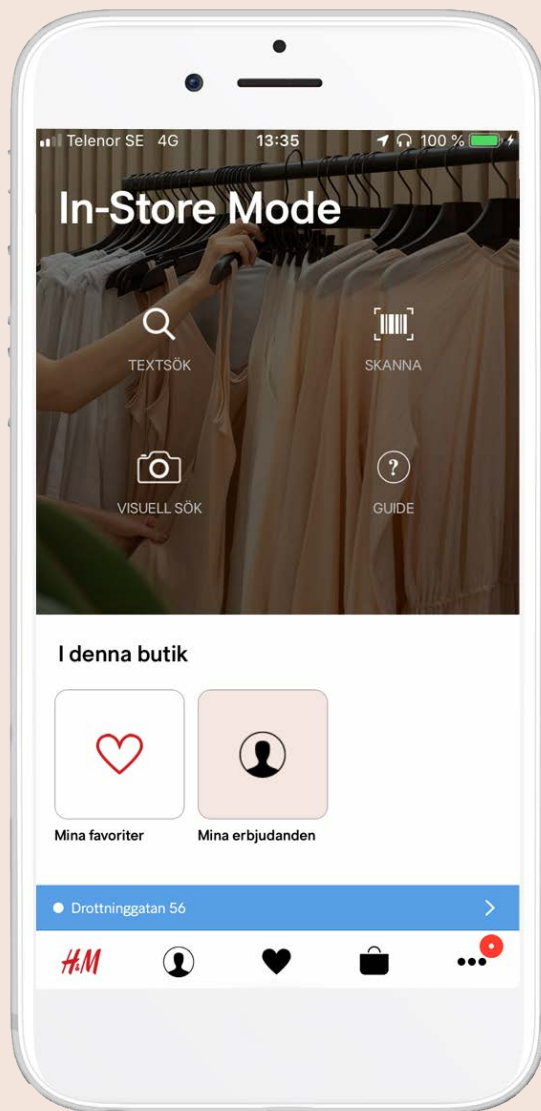 Telenor SE 4G 13:35 100 %
In-Store Mode
TEXTSÖK SKANNA
VISUELL SÖK GUIDE
?
I denna butik
Mina favoriter Mina erbjudanden
Drottninggatan 56
H&M